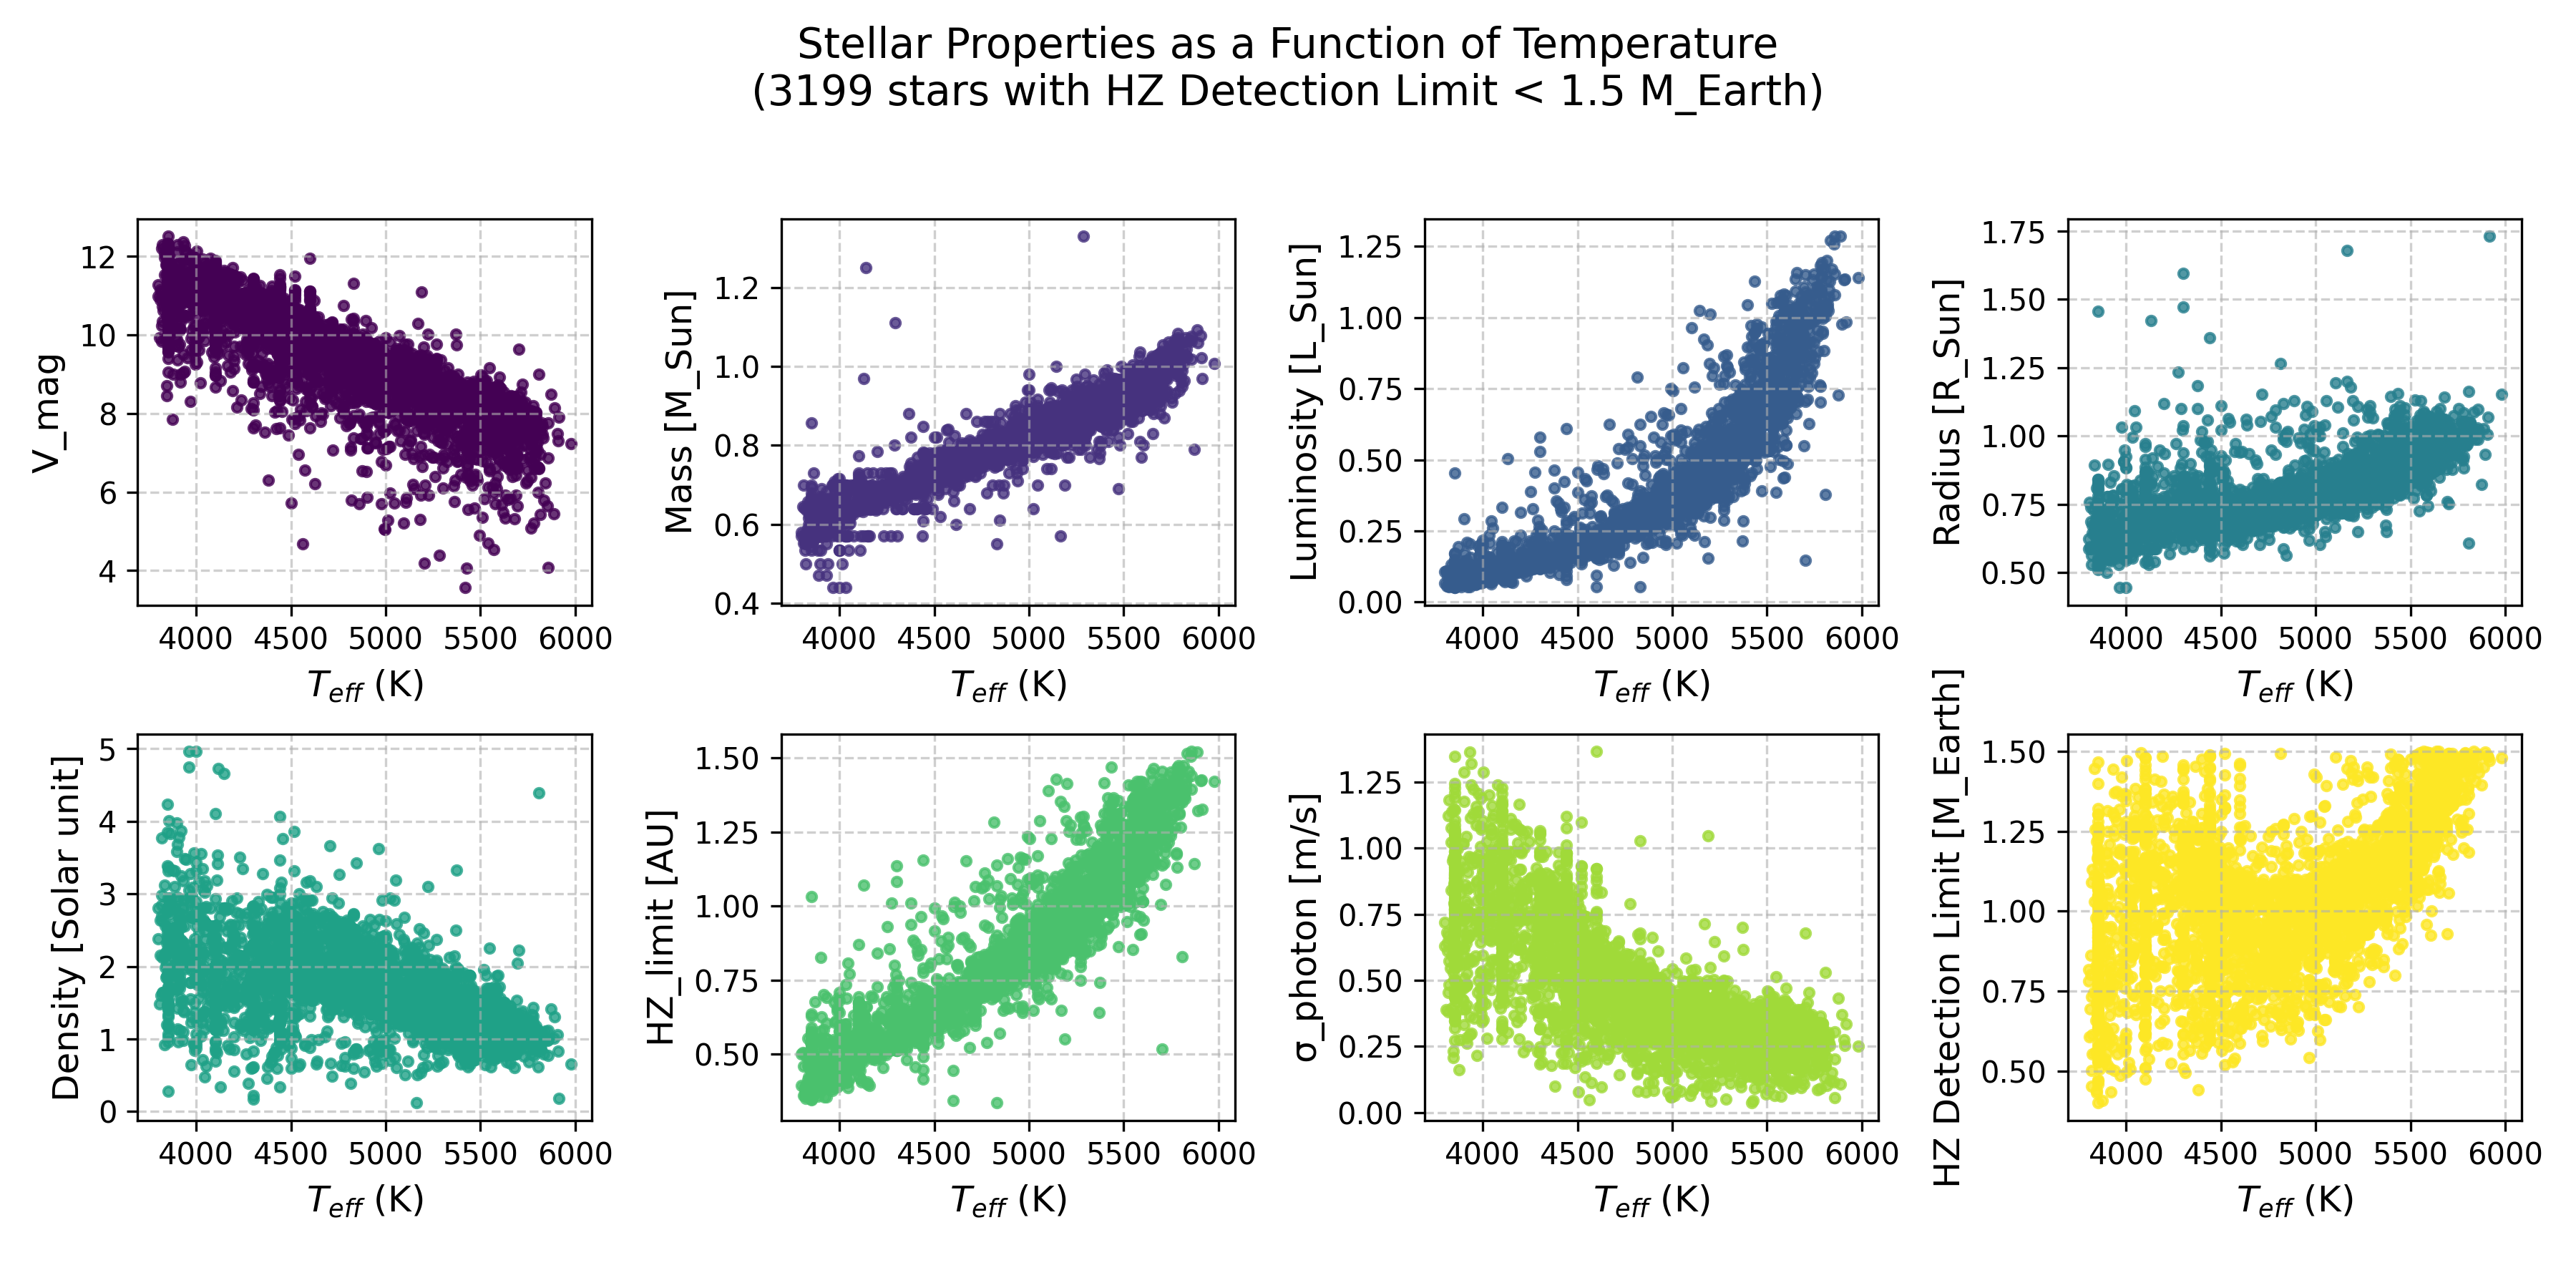 Stellar Properties as a Function of Temperature
(3199 stars with HZ Detection Limit < 1.5 M_Earth)
V_mag
12
10
8
6
4
4000 4500 5000 5500 6000
T_eff (K)
Mass [M_Sun]
1.2
1.0
0.8
0.6
0.4
4000 4500 5000 5500 6000
T_eff (K)
Luminosity [L_Sun]
1.25
1.00
0.75
0.50
0.25
0.00
4000 4500 5000 5500 6000
T_eff (K)
Radius [R_Sun]
1.75
1.50
1.25
1.00
0.75
0.50
4000 4500 5000 5500 6000
T_eff (K)
Density [Solar unit]
5
4
3
2
1
0
4000 4500 5000 5500 6000
T_eff (K)
HZ_limit [AU]
1.50
1.25
1.00
0.75
0.50
4000 4500 5000 5500 6000
T_eff (K)
σ_photon [m/s]
1.25
1.00
0.75
0.50
0.25
0.00
4000 4500 5000 5500 6000
T_eff (K)
HZ Detection Limit [M_Earth]
1.50
1.25
1.00
0.75
0.50
4000 4500 5000 5500 6000
T_eff (K)